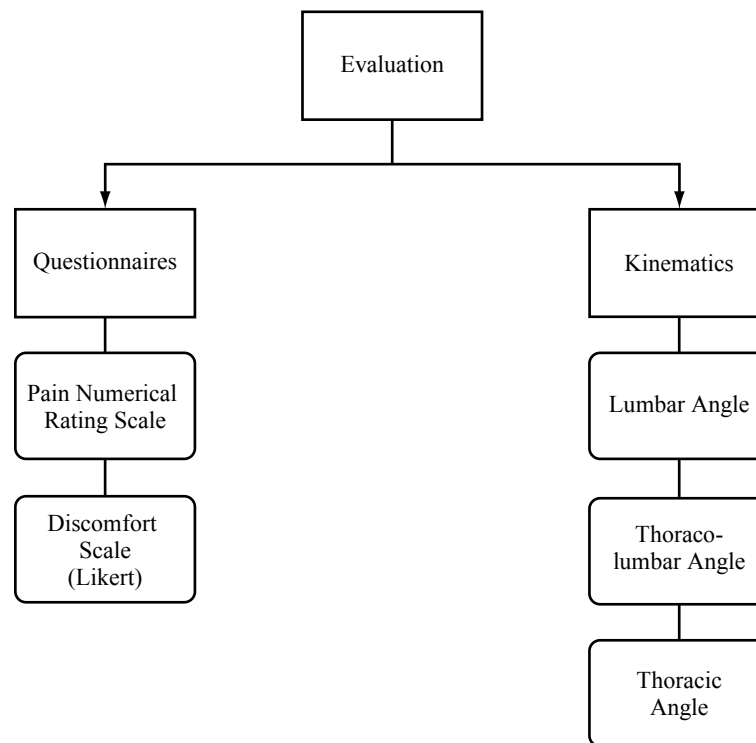 Evaluation
Questionnaires
Kinematics
Pain Numerical
Rating Scale
Lumbar Angle
Discomfort
Scale
(Likert)
Thoraco-
lumbar Angle
Thoracic
Angle